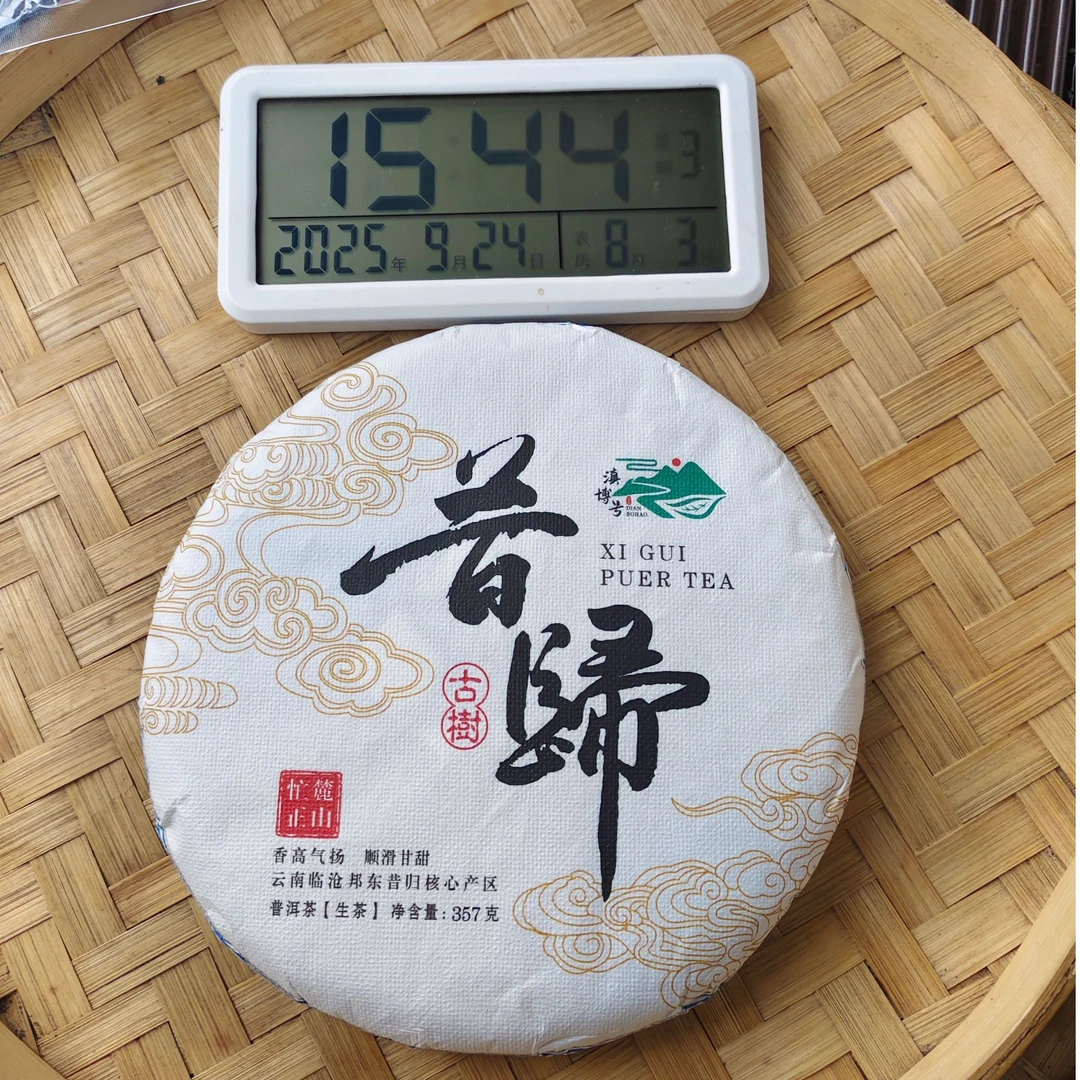 15 44
星期 3
2025年 9月24日
农历 8月 3
昔歸
滇博号
DIAN
BOHAO
XI GUI
PUER TEA
古樹
忙麓
正山
香高气扬 顺滑甘甜
云南临沧邦东昔归核心产区
普洱茶【生茶】 净含量：357克